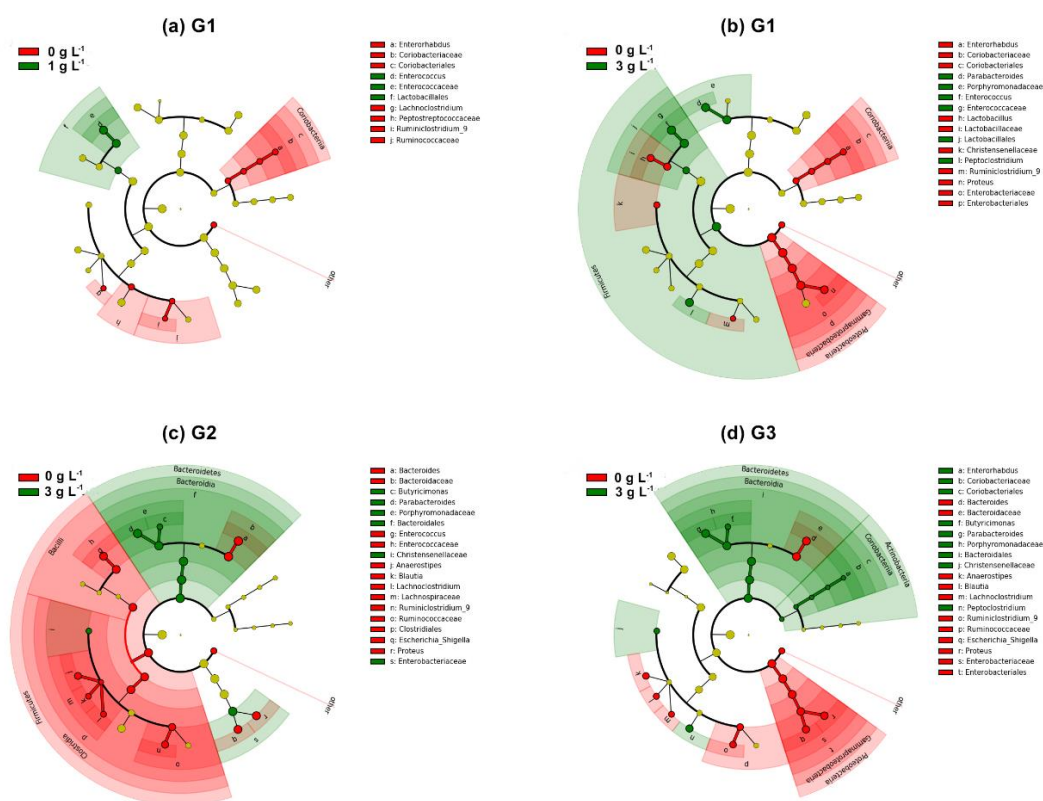 (a) G1
0 g L⁻¹
1 g L⁻¹
a: Enterorhabdus
b: Coriobacteriaceae
c: Coriobacteriales
d: Enterococcus
e: Enterococcaceae
f: Lactobacillales
g: Lachnoclostridium
h: Peptostreptococcaceae
i: Ruminiclostridium_9
j: Ruminococcaceae
Coriobacteriia
other
(b) G1
0 g L⁻¹
3 g L⁻¹
a: Enterorhabdus
b: Coriobacteriaceae
c: Coriobacteriales
d: Parabacteroides
e: Porphyromonadaceae
f: Enterococcus
g: Enterococcaceae
h: Lactobacillus
i: Lactobacillaceae
j: Lactobacillales
k: Christensenellaceae
l: Peptoclostridium
m: Ruminiclostridium_9
n: Proteus
o: Enterobacteriaceae
p: Enterobacteriales
Coriobacteriia
Firmicutes
other
Gammaproteobacteria
Proteobacteria
(c) G2
0 g L⁻¹
3 g L⁻¹
a: Bacteroides
b: Bacteroidaceae
c: Butyricimonas
d: Parabacteroides
e: Porphyromonadaceae
f: Bacteroidales
g: Enterococcus
h: Enterococcaceae
i: Christensenellaceae
j: Anaerostipes
k: Blautia
l: Lachnoclostridium
m: Lachnospiraceae
n: Ruminiclostridium_9
o: Ruminococcaceae
p: Clostridiales
q: Escherichia_Shigella
r: Proteus
s: Enterobacteriaceae
Bacteroidetes
Bacteroidia
Bacilli
Firmicutes
Clostridia
other
(d) G3
0 g L⁻¹
3 g L⁻¹
a: Enterorhabdus
b: Coriobacteriaceae
c: Coriobacteriales
d: Bacteroides
e: Bacteroidaceae
f: Butyricimonas
g: Parabacteroides
h: Porphyromonadaceae
i: Bacteroidales
j: Christensenellaceae
k: Anaerostipes
l: Blautia
m: Lachnoclostridium
n: Peptoclostridium
o: Ruminiclostridium_9
p: Ruminococcaceae
q: Escherichia_Shigella
r: Proteus
s: Enterobacteriaceae
t: Enterobacteriales
Bacteroidetes
Bacteroidia
Actinobacteria
Coriobacteriia
other
Gammaproteobacteria
Proteobacteria